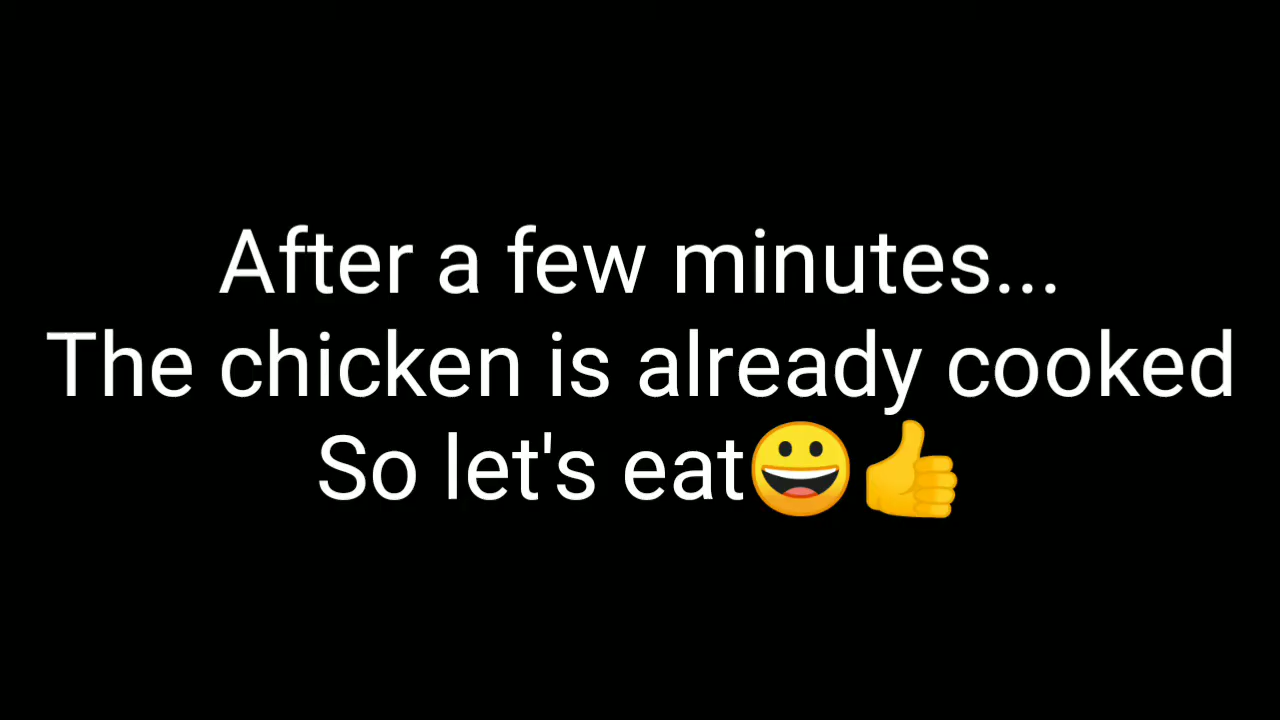 After a few minutes...
The chicken is already cooked
So let's eat😀👍